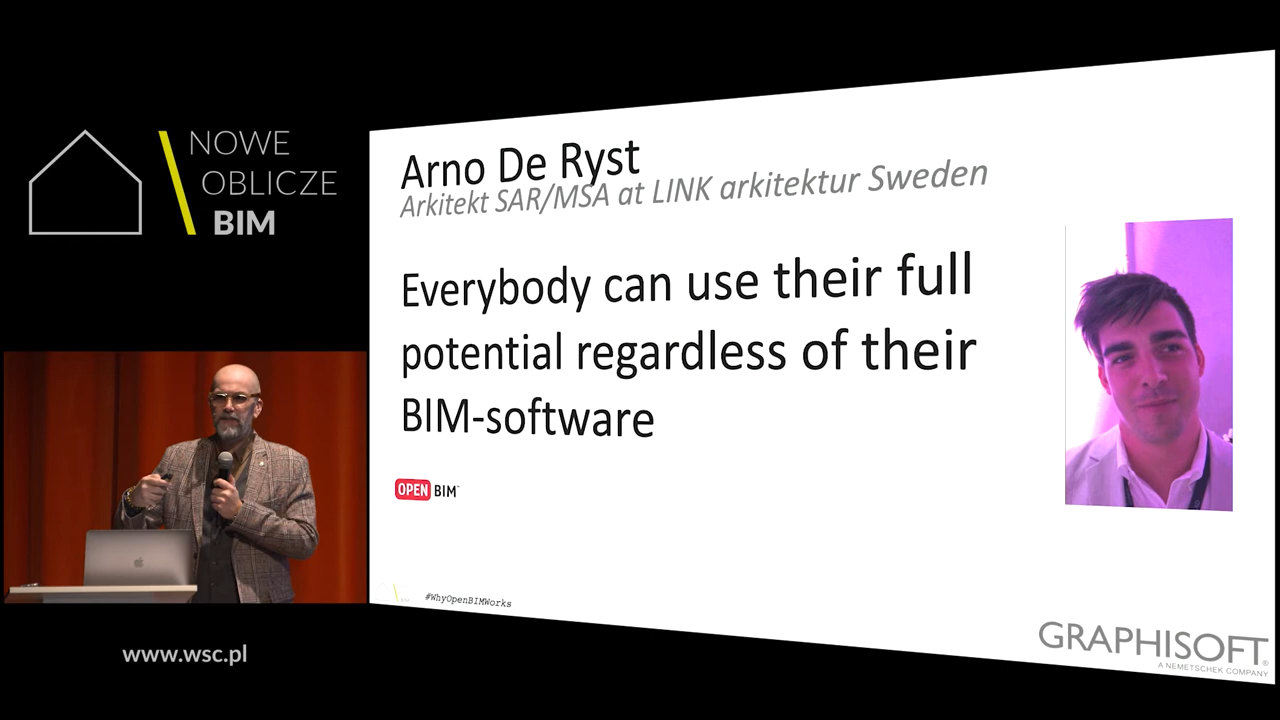 NOWE
OBLICZE
BIM
www.wsc.pl
Arno De Ryst
Arkitekt SAR/MSA at LINK arkitektur Sweden
Everybody can use their full
potential regardless of their
BIM-software
OPEN BIM™
#WhyOpenBIMWorks
GRAPHISOFT®
A NEMETSCHEK COMPANY